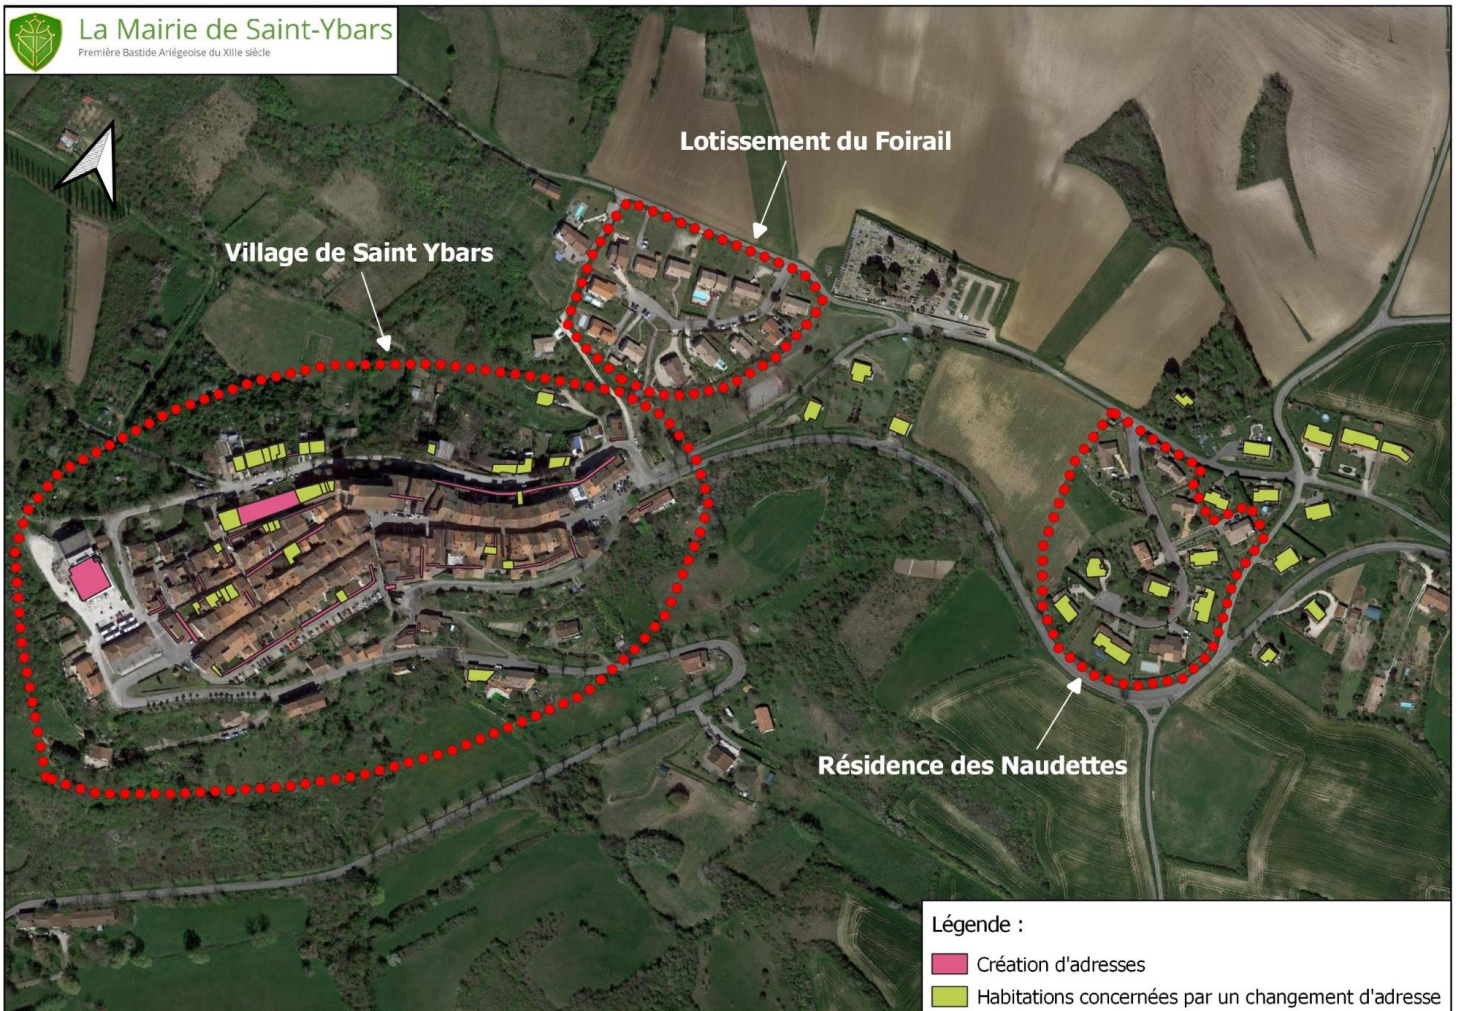 La Mairie de Saint-Ybars
Première Bastide Ariégeoise du XIIIe siècle
Lotissement du Foirail
Village de Saint Ybars
Résidence des Naudettes
Légende :
Création d'adresses
Habitations concernées par un changement d'adresse